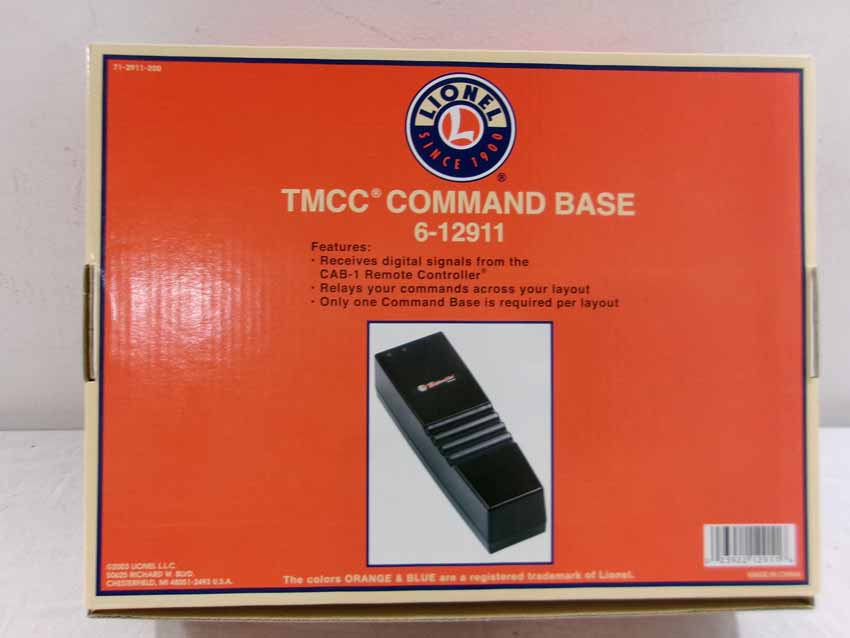 71-2911-200
LIONEL
L
SINCE 1900
®
TMCC® COMMAND BASE
6-12911
Features:
• Receives digital signals from the
CAB-1 Remote Controller®
• Relays your commands across your layout
• Only one Command Base is required per layout
©2003 LIONEL L.L.C.
50625 RICHARD W. BLVD.
CHESTERFIELD, MI 48051-2493 U.S.A.
The colors ORANGE & BLUE are a registered trademark of Lionel.
MADE IN CHINA